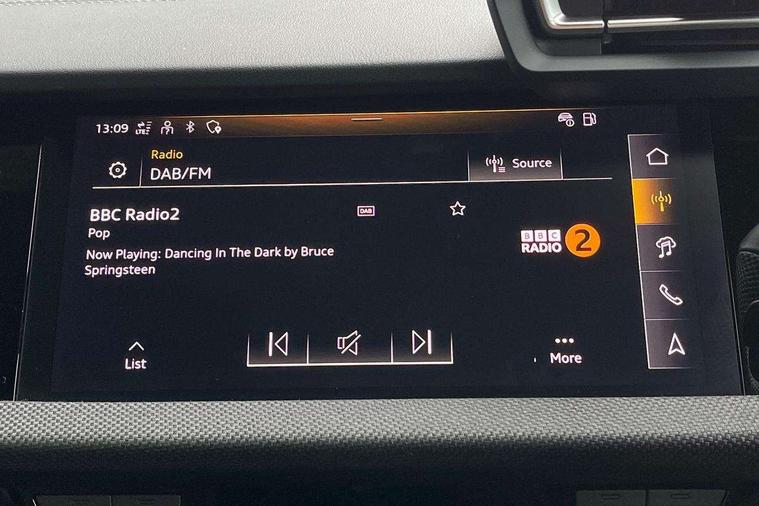 13:09 LTE
Radio
DAB/FM
Source
BBC Radio2
DAB
Pop
Now Playing: Dancing In The Dark by Bruce
Springsteen
BBC
RADIO 2
List
More